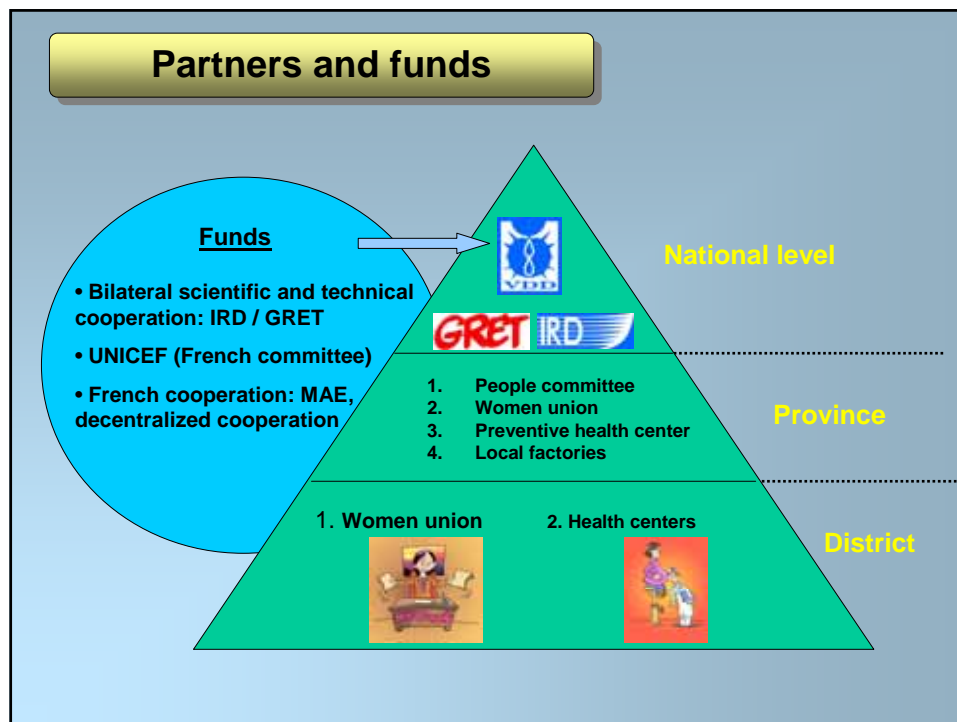 Partners and funds
Funds
• Bilateral scientific and technical
cooperation: IRD / GRET
• UNICEF (French committee)
• French cooperation: MAE,
decentralized cooperation
VDD
GRET IRD
National level
1. People committee
2. Women union
3. Preventive health center
4. Local factories
Province
1. Women union
2. Health centers
District